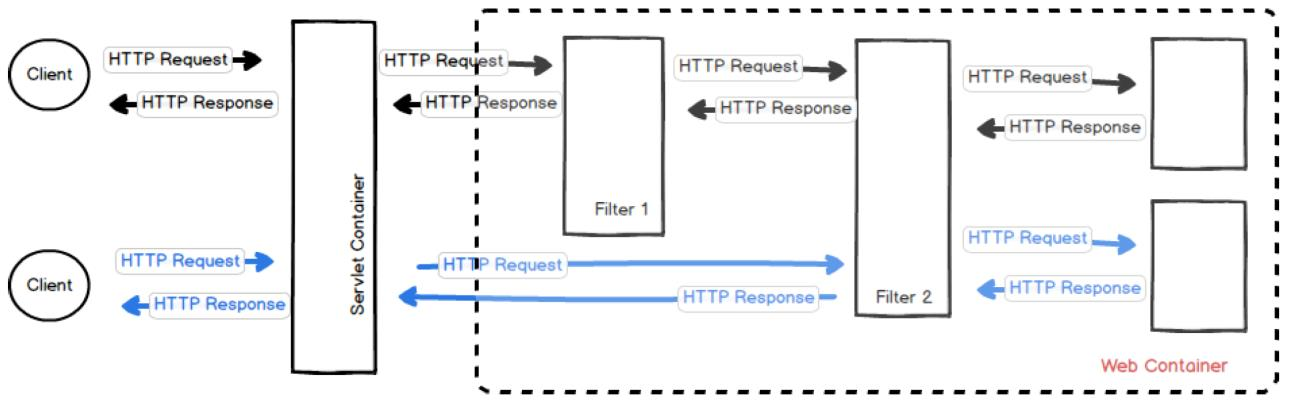 Client
HTTP Request
HTTP Response
Servlet Container
HTTP Request
HTTP Response
Filter 1
HTTP Request
HTTP Response
Filter 2
HTTP Request
HTTP Response
Client
HTTP Request
HTTP Response
HTTP Request
HTTP Response
HTTP Request
HTTP Response
Web Container